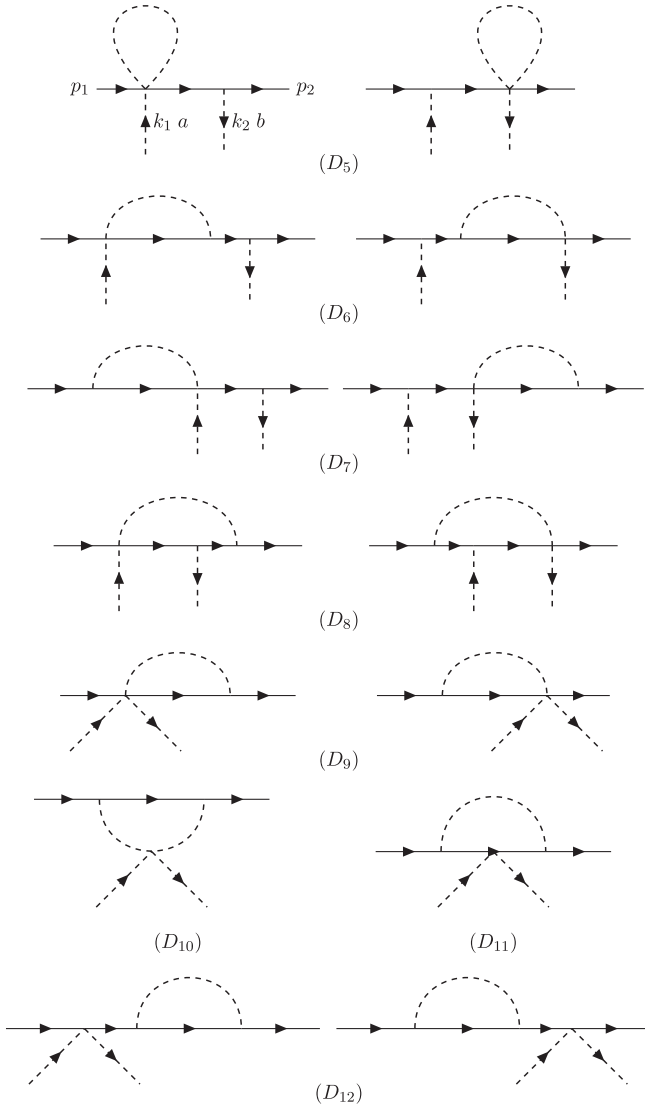 p₁ p₂
k₁ a k₂ b
(D₅)
(D₆)
(D₇)
(D₈)
(D₉)
(D₁₀) (D₁₁)
(D₁₂)